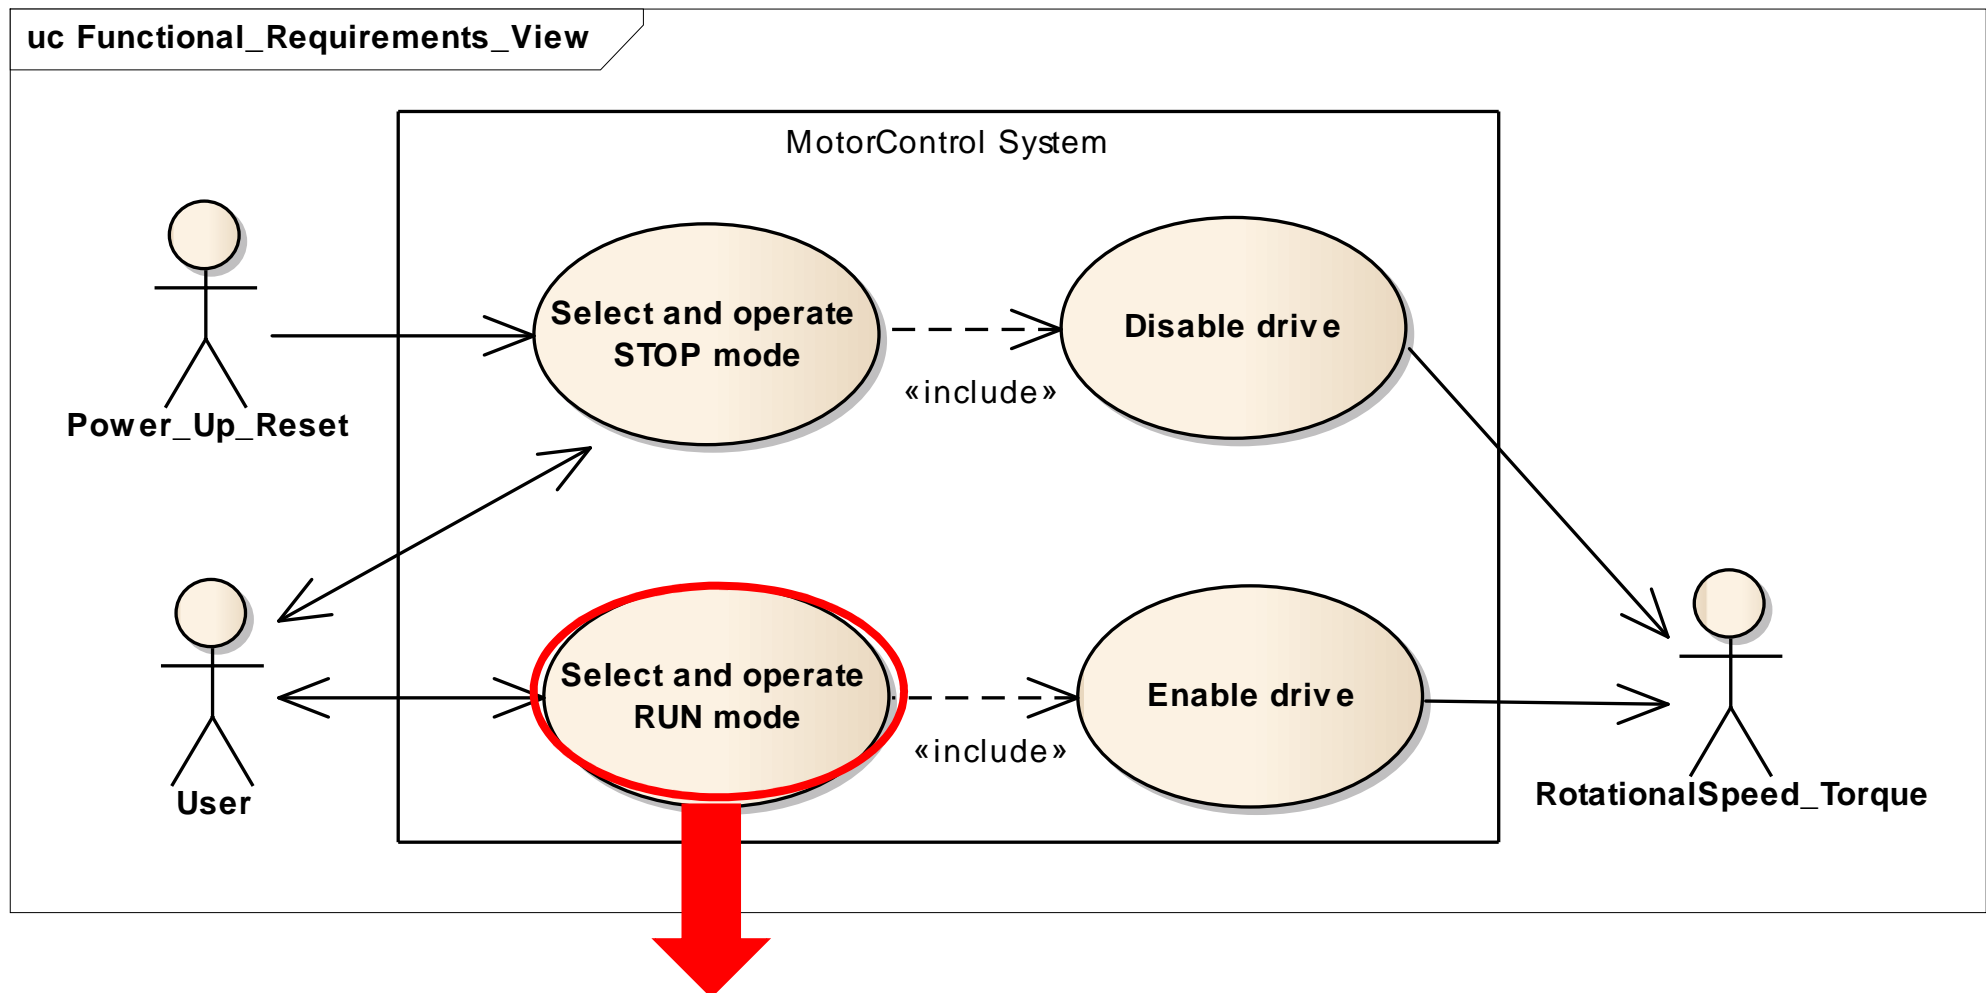 uc Functional_Requirements_View
MotorControl System
Select and operate
STOP mode
«include»
Disable drive
Power_Up_Reset
Select and operate
RUN mode
«include»
Enable drive
User
RotationalSpeed_Torque